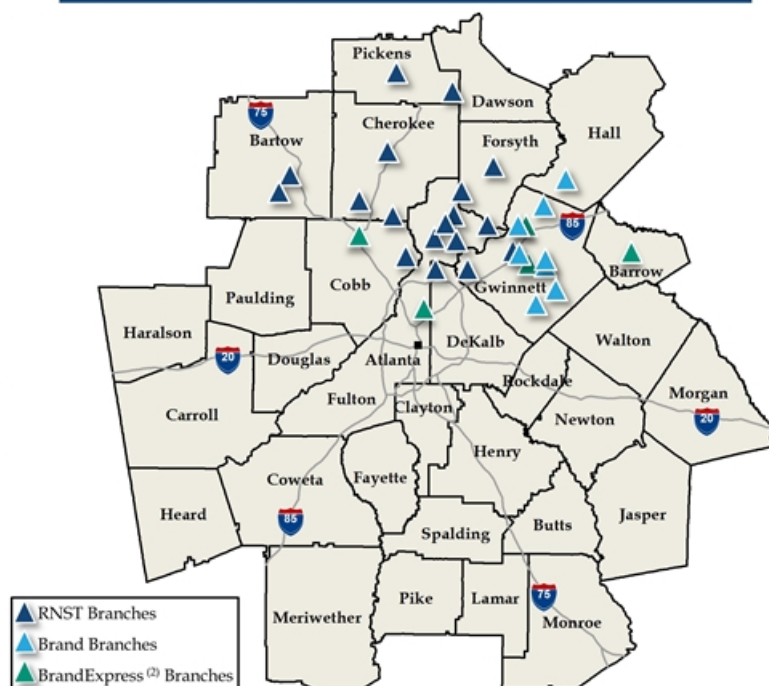 Pickens
Dawson
75
Cherokee
Hall
Bartow
Forsyth
85
Barrow
Cobb
Gwinnett
Paulding
Haralson
Walton
DeKalb
20
Douglas
Atlanta
Rockdale
Morgan
Fulton
Clayton
Carroll
Newton
20
Henry
Coweta
Fayette
Heard
Jasper
85
Butts
Spalding
75
Pike
Lamar
Meriwether
Monroe
RNST Branches
Brand Branches
BrandExpress (2) Branches